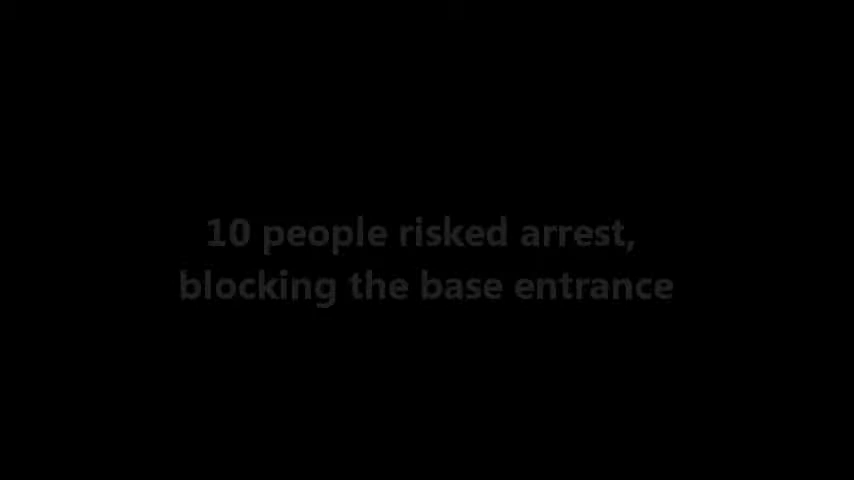 10 people risked arrest,
blocking the base entrance